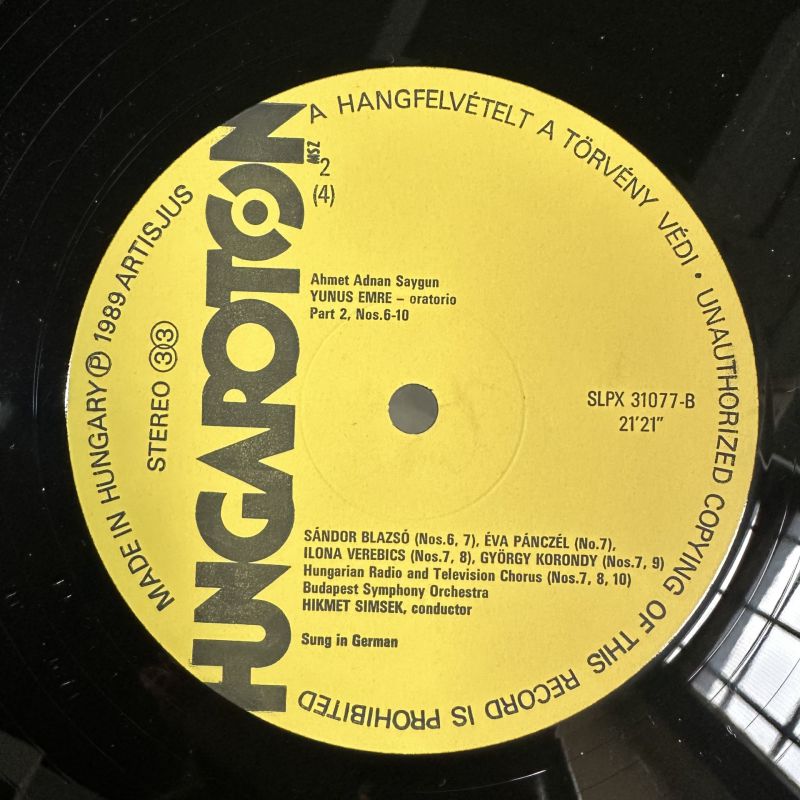 HUNGAROTON
A HANGFELVÉTELT A TÖRVÉNY VÉDI • UNAUTHORIZED COPYING OF THIS RECORD IS PROHIBITED
MADE IN HUNGARY Ⓟ 1989 ARTISJUS
STEREO 33
MSZ
2
(4)
Ahmet Adnan Saygun
YUNUS EMRE – oratorio
Part 2, Nos.6-10
SLPX 31077-B
21'21"
SÁNDOR BLAZSÓ (Nos.6, 7), ÉVA PÁNCZÉL (No.7),
ILONA VEREBICS (Nos.7, 8), GYÖRGY KORONDY (Nos.7, 9)
Hungarian Radio and Television Chorus (Nos.7, 8, 10)
Budapest Symphony Orchestra
HIKMET SIMSEK, conductor
Sung in German